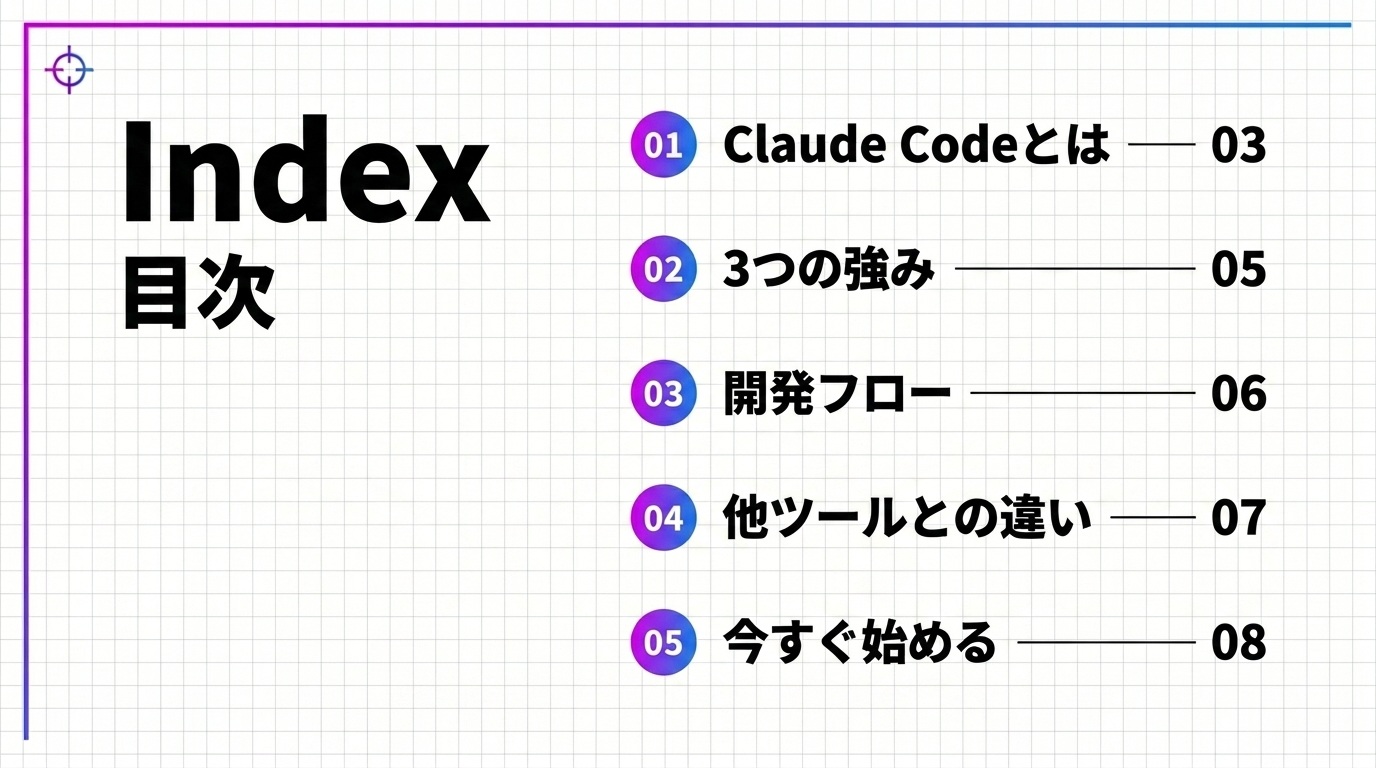 Index
目次
01 Claude Codeとは 03
02 3つの強み 05
03 開発フロー 06
04 他ツールとの違い 07
05 今すぐ始める 08